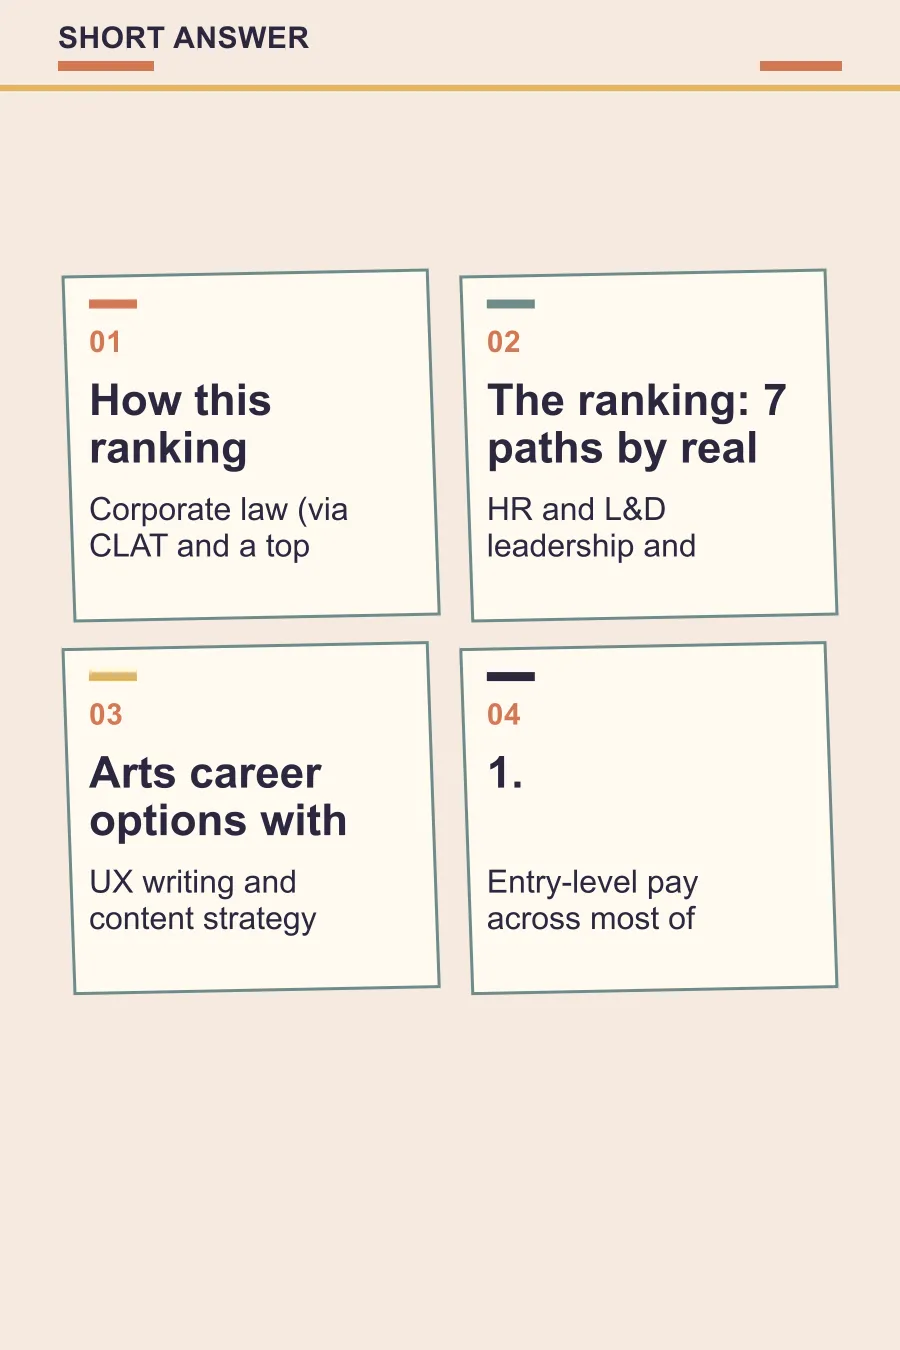 SHORT ANSWER
01
How this
ranking
Corporate law (via
CLAT and a top
02
The ranking: 7
paths by real
HR and L&D
leadership and
03
Arts career
options with
UX writing and
content strategy
04
1.
Entry-level pay
across most of